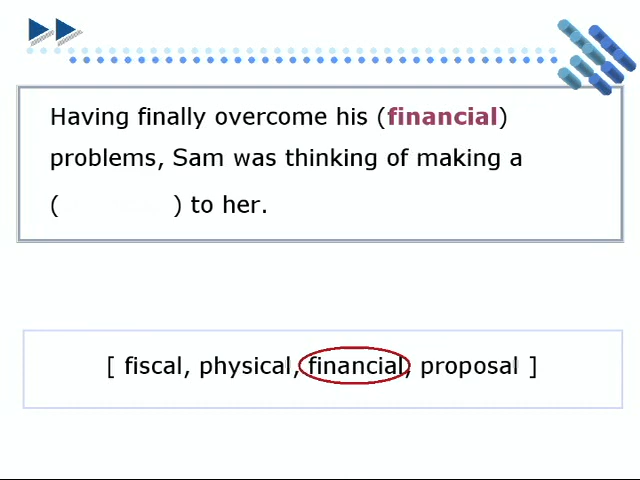 Having finally overcome his (financial)
problems, Sam was thinking of making a
( ) to her.
[ fiscal, physical, financial, proposal ]